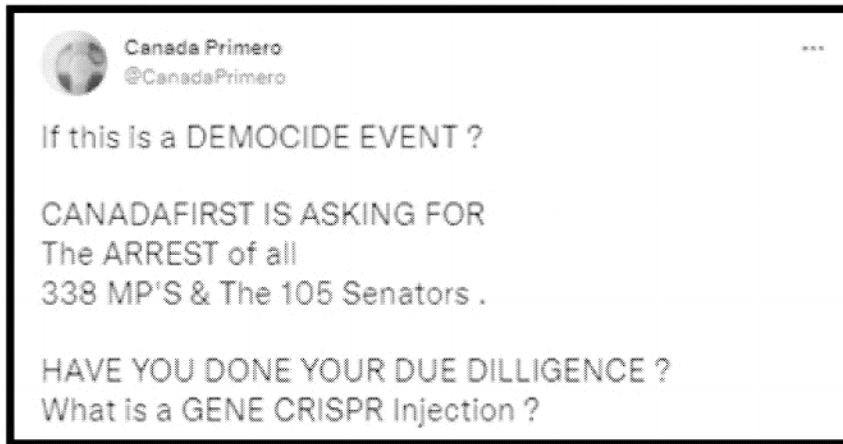 Canada Primero
@CanadaPrimero
If this is a DEMOCIDE EVENT ?
CANADAFIRST IS ASKING FOR
The ARREST of all
338 MP'S & The 105 Senators .
HAVE YOU DONE YOUR DUE DILLIGENCE ?
What is a GENE CRISPR Injection ?